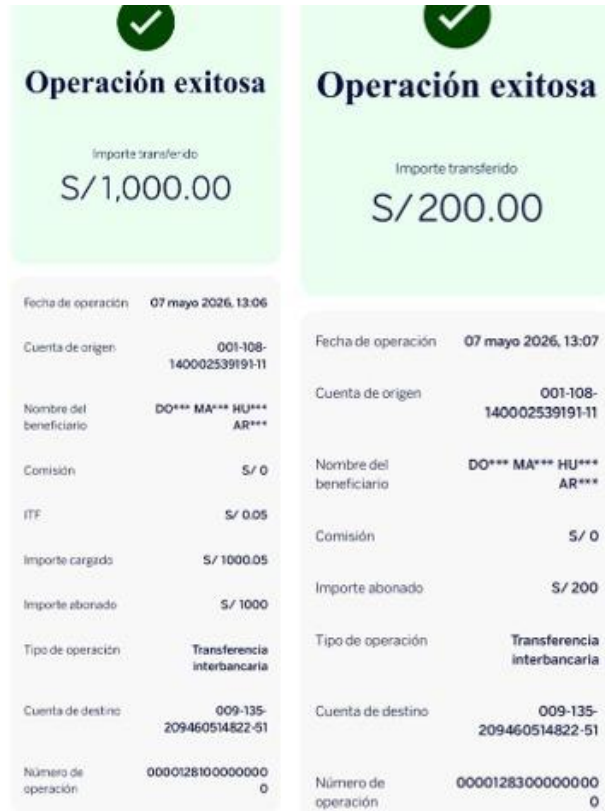 Operación exitosa
Importe transferido
S/ 1,000.00
Fecha de operación 07 mayo 2026, 13:06
Cuenta de origen 001-108-
140002539191-11
Nombre del DO*** MA*** HU***
beneficiario AR***
Comisión S/ 0
ITF S/ 0.05
Importe cargado S/ 1000.05
Importe abonado S/ 1000
Tipo de operación Transferencia
interbancaria
Cuenta de destino 009-135-
209460514822-51
Número de 0000128100000000
operación 0
Operación exitosa
Importe transferido
S/ 200.00
Fecha de operación 07 mayo 2026, 13:07
Cuenta de origen 001-108-
140002539191-11
Nombre del DO*** MA*** HU***
beneficiario AR***
Comisión S/ 0
Importe abonado S/ 200
Tipo de operación Transferencia
interbancaria
Cuenta de destino 009-135-
209460514822-51
Número de 0000128300000000
operación 0